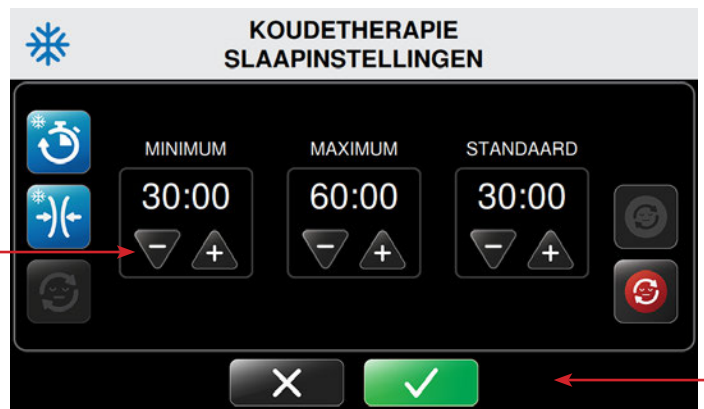 KOUDETHERAPIE
SLAAPINSTELLINGEN
MINIMUM MAXIMUM STANDAARD
30:00 60:00 30:00